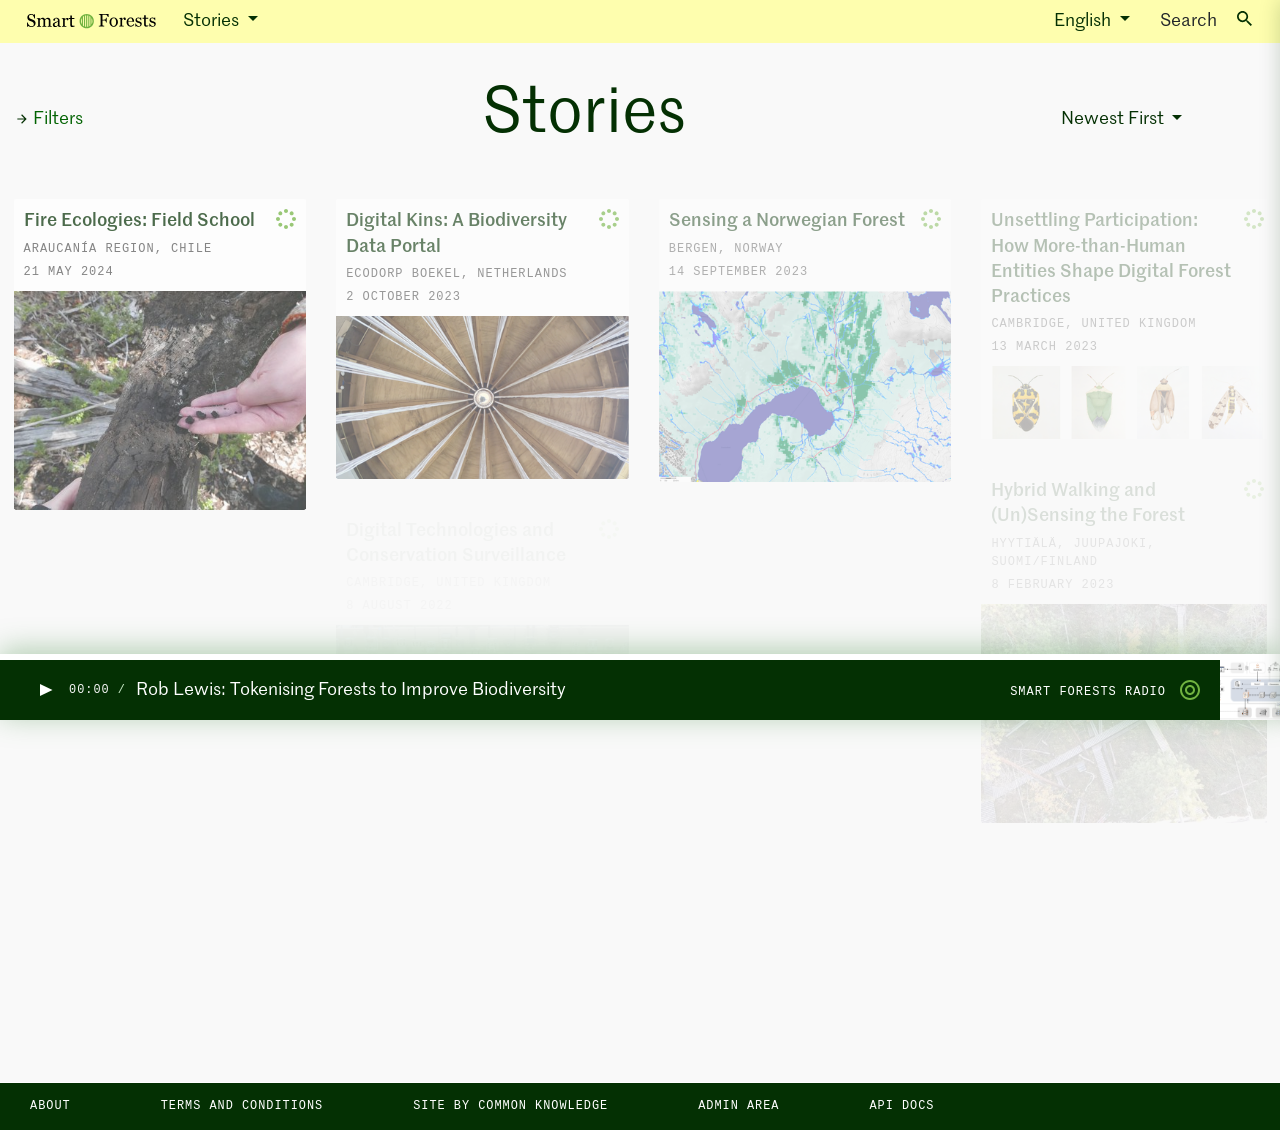 Smart Forests
Stories
English
Search
Filters
Stories
Newest First
Fire Ecologies: Field School
ARAUCANÍA REGION, CHILE
21 MAY 2024
Digital Kins: A Biodiversity
Data Portal
ECODORP BOEKEL, NETHERLANDS
2 OCTOBER 2023
Sensing a Norwegian Forest
BERGEN, NORWAY
14 SEPTEMBER 2023
Unsettling Participation:
How More-than-Human
Entities Shape Digital Forest
Practices
CAMBRIDGE, UNITED KINGDOM
13 MARCH 2023
Hybrid Walking and
(Un)Sensing the Forest
HYYTIÄLÄ, JUUPAJOKI,
SUOMI/FINLAND
8 FEBRUARY 2023
Digital Technologies and
Conservation Surveillance
CAMBRIDGE, UNITED KINGDOM
AUGUST 2022
00:00 /
Rob Lewis: Tokenising Forests to Improve Biodiversity
SMART FORESTS RADIO
ABOUT
TERMS AND CONDITIONS
SITE BY COMMON KNOWLEDGE
ADMIN AREA
API DOCS